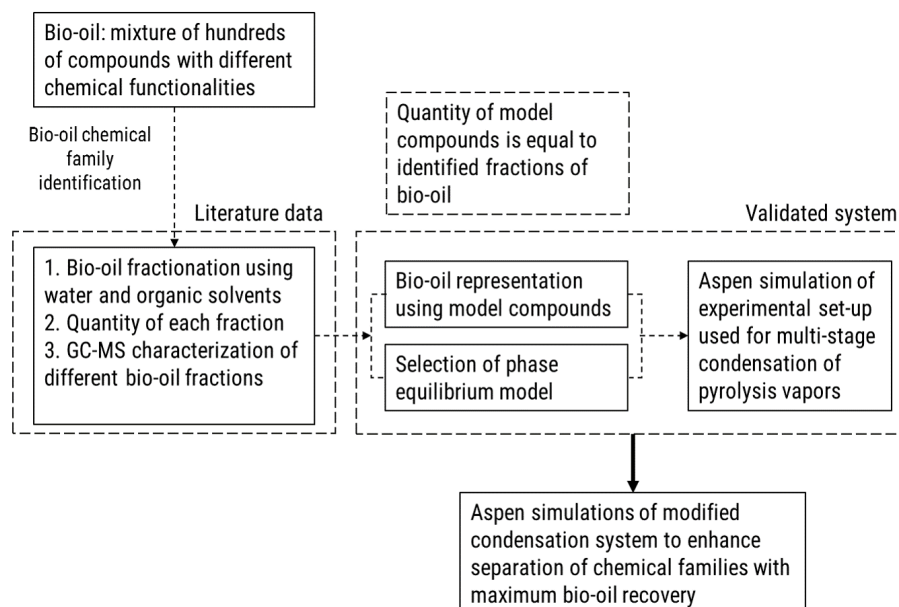 Bio-oil: mixture of hundreds
of compounds with different
chemical functionalities
Bio-oil chemical
family
identification
Quantity of model
compounds is equal to
identified fractions of
bio-oil
Literature data
Validated system
1. Bio-oil fractionation using
water and organic solvents
2. Quantity of each fraction
3. GC-MS characterization of
different bio-oil fractions
Bio-oil representation
using model compounds
Selection of phase
equilibrium model
Aspen simulation of
experimental set-up
used for multi-stage
condensation of
pyrolysis vapors
Aspen simulations of modified
condensation system to enhance
separation of chemical families with
maximum bio-oil recovery